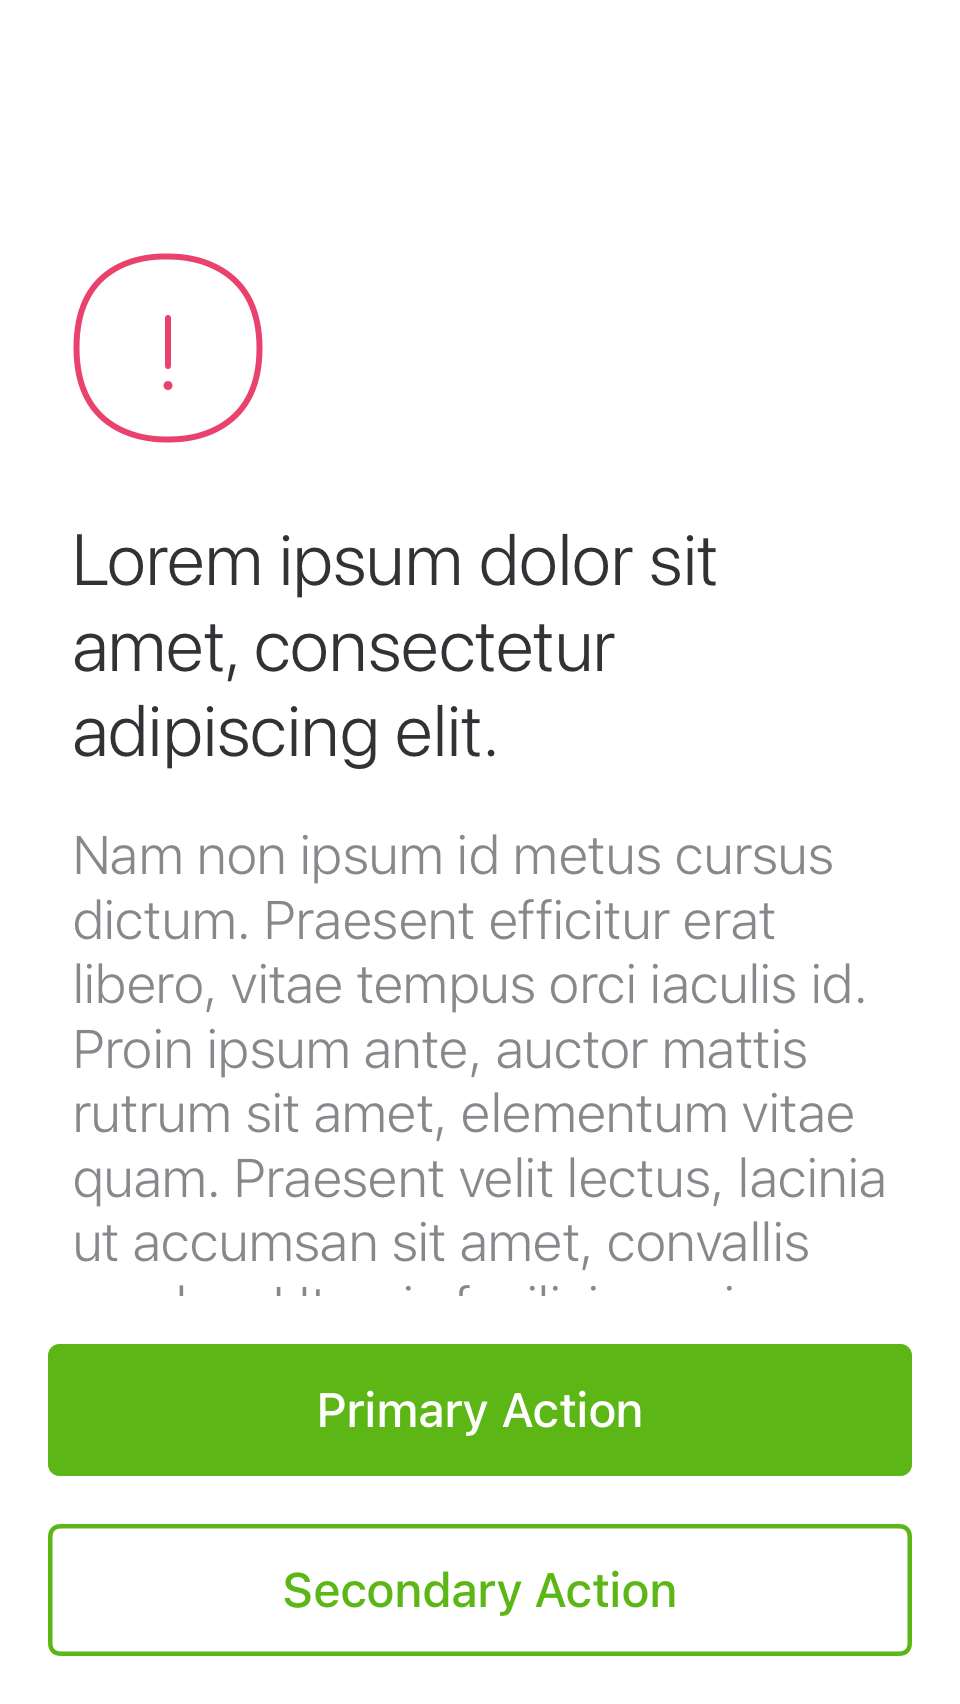 Lorem ipsum dolor sit
amet, consectetur
adipiscing elit.
Nam non ipsum id metus cursus
dictum. Praesent efficitur erat
libero, vitae tempus orci iaculis id.
Proin ipsum ante, auctor mattis
rutrum sit amet, elementum vitae
quam. Praesent velit lectus, lacinia
ut accumsan sit amet, convallis
Primary Action
Secondary Action